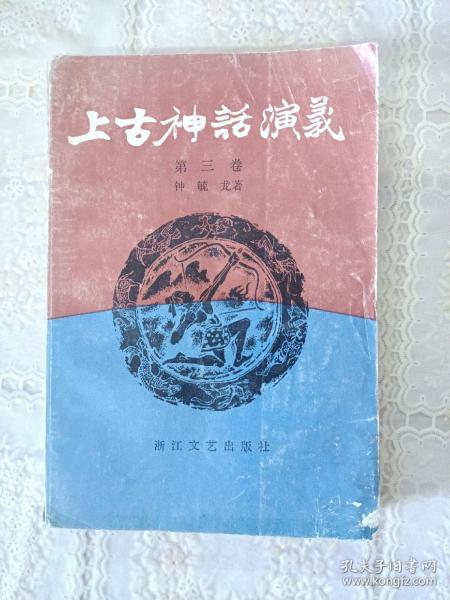 上古神話演義
第三卷
钟毓龙著
浙江文艺出版社
孔夫子旧书网
www.kongfz.com